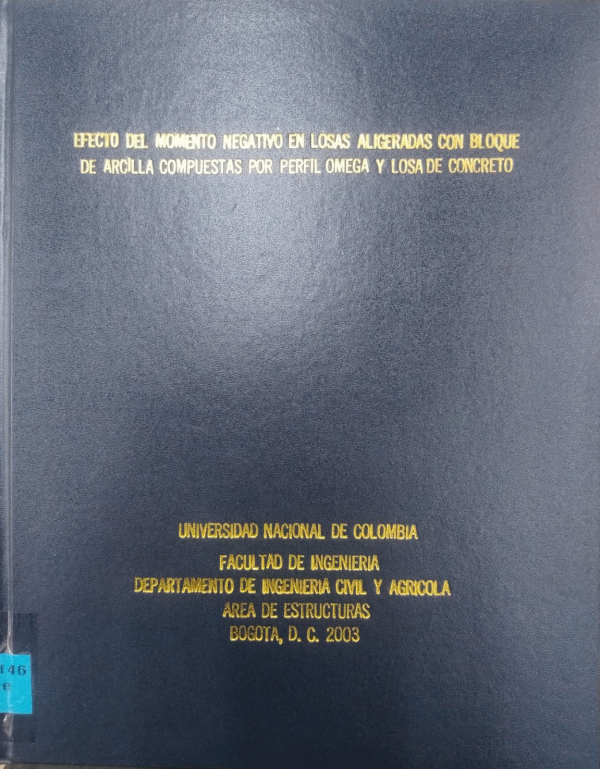 EFECTO DEL MOMENTO NEGATIVO EN LOSAS ALIGERADAS CON BLOQUE
DE ARCILLA COMPUESTAS POR PERFIL OMEGA Y LOSA DE CONCRETO
UNIVERSIDAD NACIONAL DE COLOMBIA
FACULTAD DE INGENIERIA
DEPARTAMENTO DE INGENIERIA CIVIL Y AGRICOLA
AREA DE ESTRUCTURAS
BOGOTA, D. C. 2003
146
e